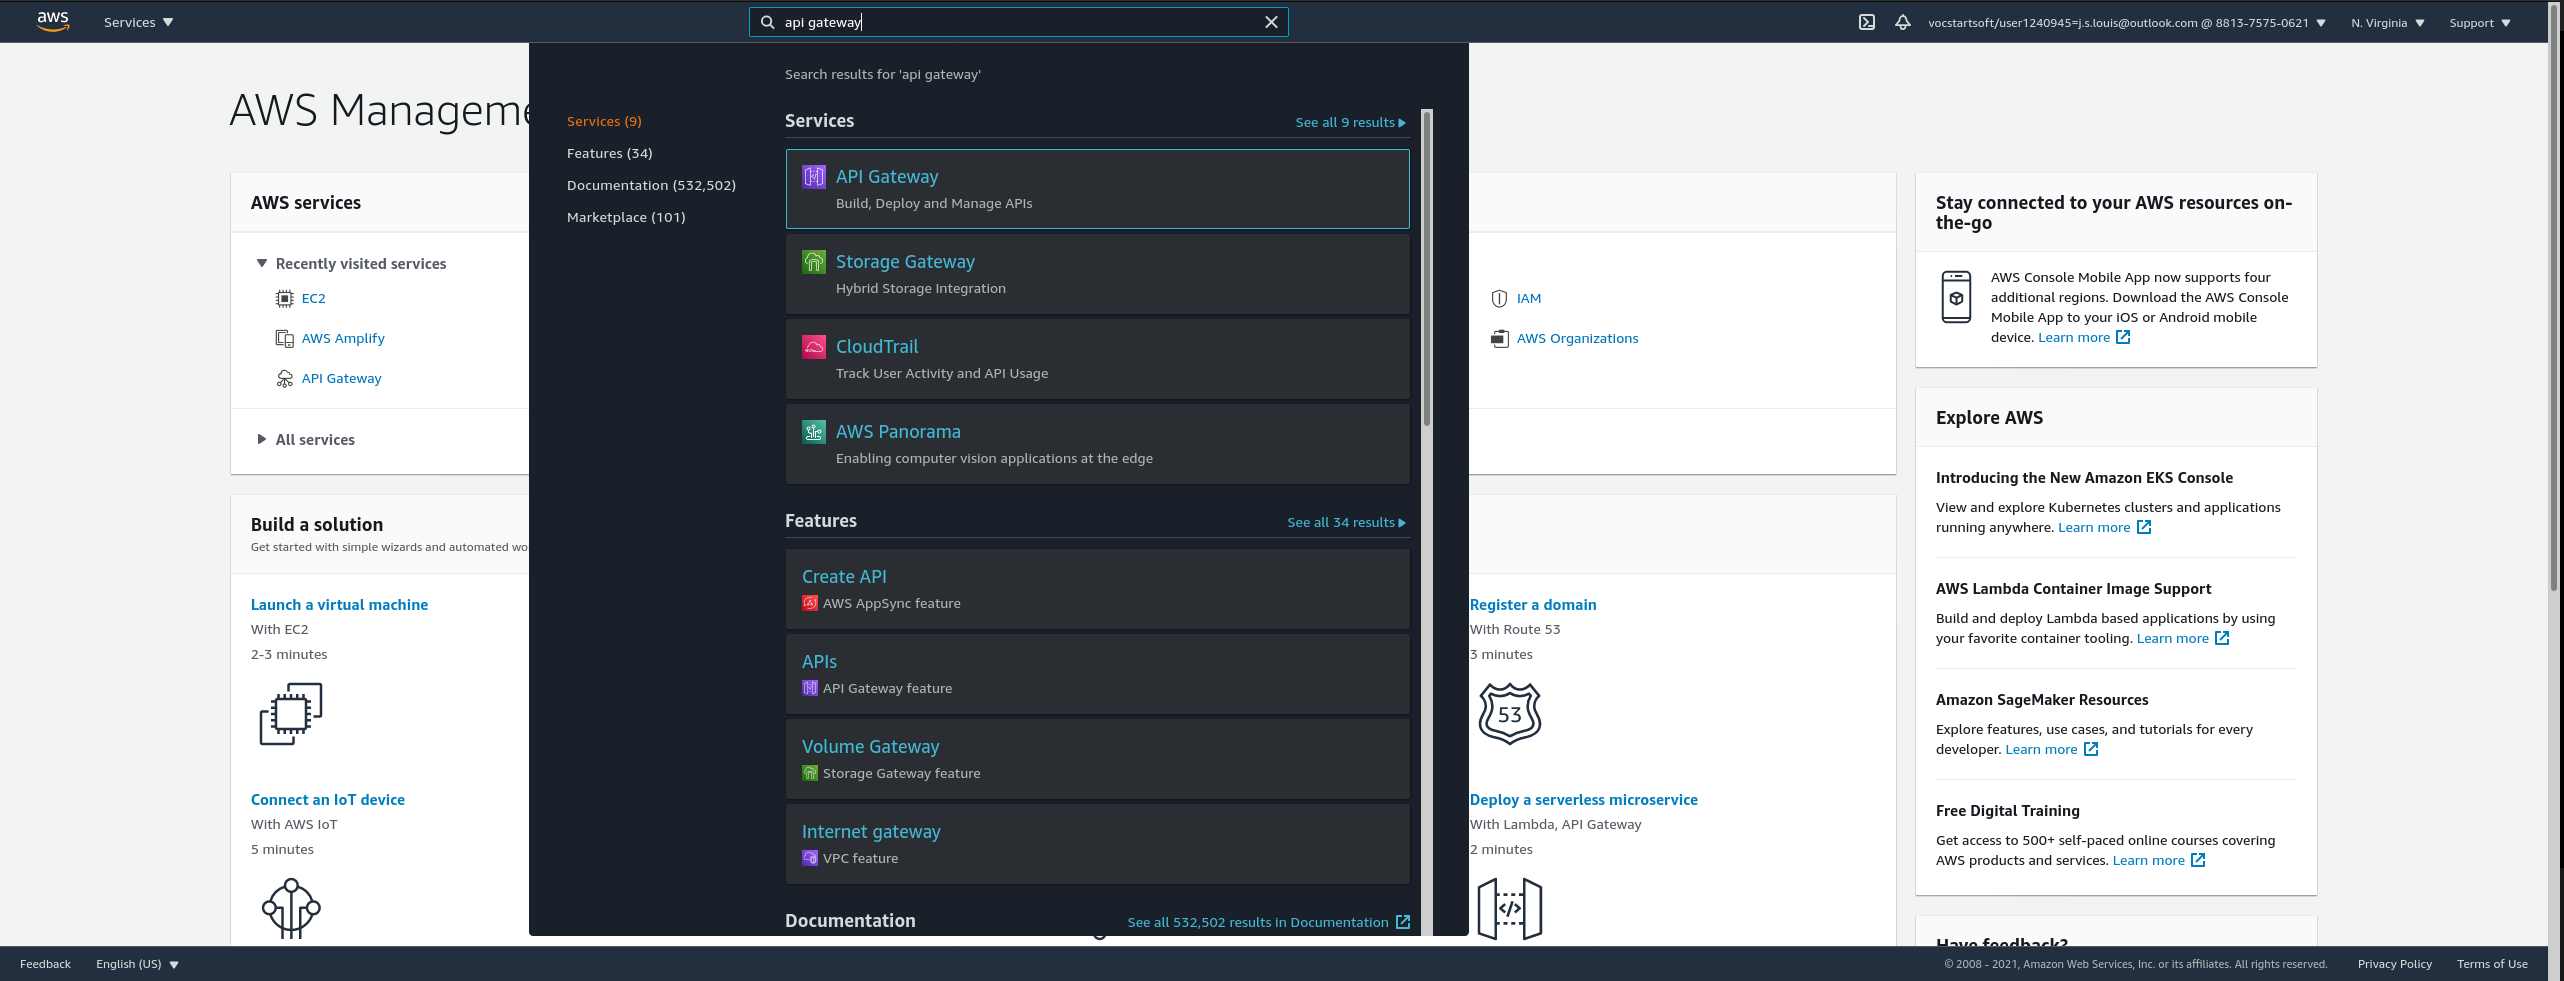 aws
Services
api gateway
vocstartsoft/user1240945=j.s.louis@outlook.com @ 8813-7575-0621
N. Virginia
Support
AWS Manageme
Search results for 'api gateway'
Services (9)
Features (34)
Documentation (532,502)
Marketplace (101)
Services
See all 9 results
API Gateway
Build, Deploy and Manage APIs
Storage Gateway
Hybrid Storage Integration
CloudTrail
Track User Activity and API Usage
AWS Panorama
Enabling computer vision applications at the edge
Features
See all 34 results
Create API
AWS AppSync feature
APIs
API Gateway feature
Volume Gateway
Storage Gateway feature
Internet gateway
VPC feature
Documentation
See all 532,502 results in Documentation
AWS services
Recently visited services
EC2
AWS Amplify
API Gateway
IAM
AWS Organizations
All services
Build a solution
Get started with simple wizards and automated wo
Launch a virtual machine
With EC2
2-3 minutes
Connect an IoT device
With AWS IoT
5 minutes
Register a domain
With Route 53
3 minutes
53
Deploy a serverless microservice
With Lambda, API Gateway
2 minutes
</>
Stay connected to your AWS resources on-
the-go
AWS Console Mobile App now supports four
additional regions. Download the AWS Console
Mobile App to your iOS or Android mobile
device. Learn more
Explore AWS
Introducing the New Amazon EKS Console
View and explore Kubernetes clusters and applications
running anywhere. Learn more
AWS Lambda Container Image Support
Build and deploy Lambda based applications by using
your favorite container tooling. Learn more
Amazon SageMaker Resources
Explore features, use cases, and tutorials for every
developer. Learn more
Free Digital Training
Get access to 500+ self-paced online courses covering
AWS products and services. Learn more
Have feedback?
Feedback
English (US)
© 2008 - 2021, Amazon Web Services, Inc. or its affiliates. All rights reserved.
Privacy Policy
Terms of Use